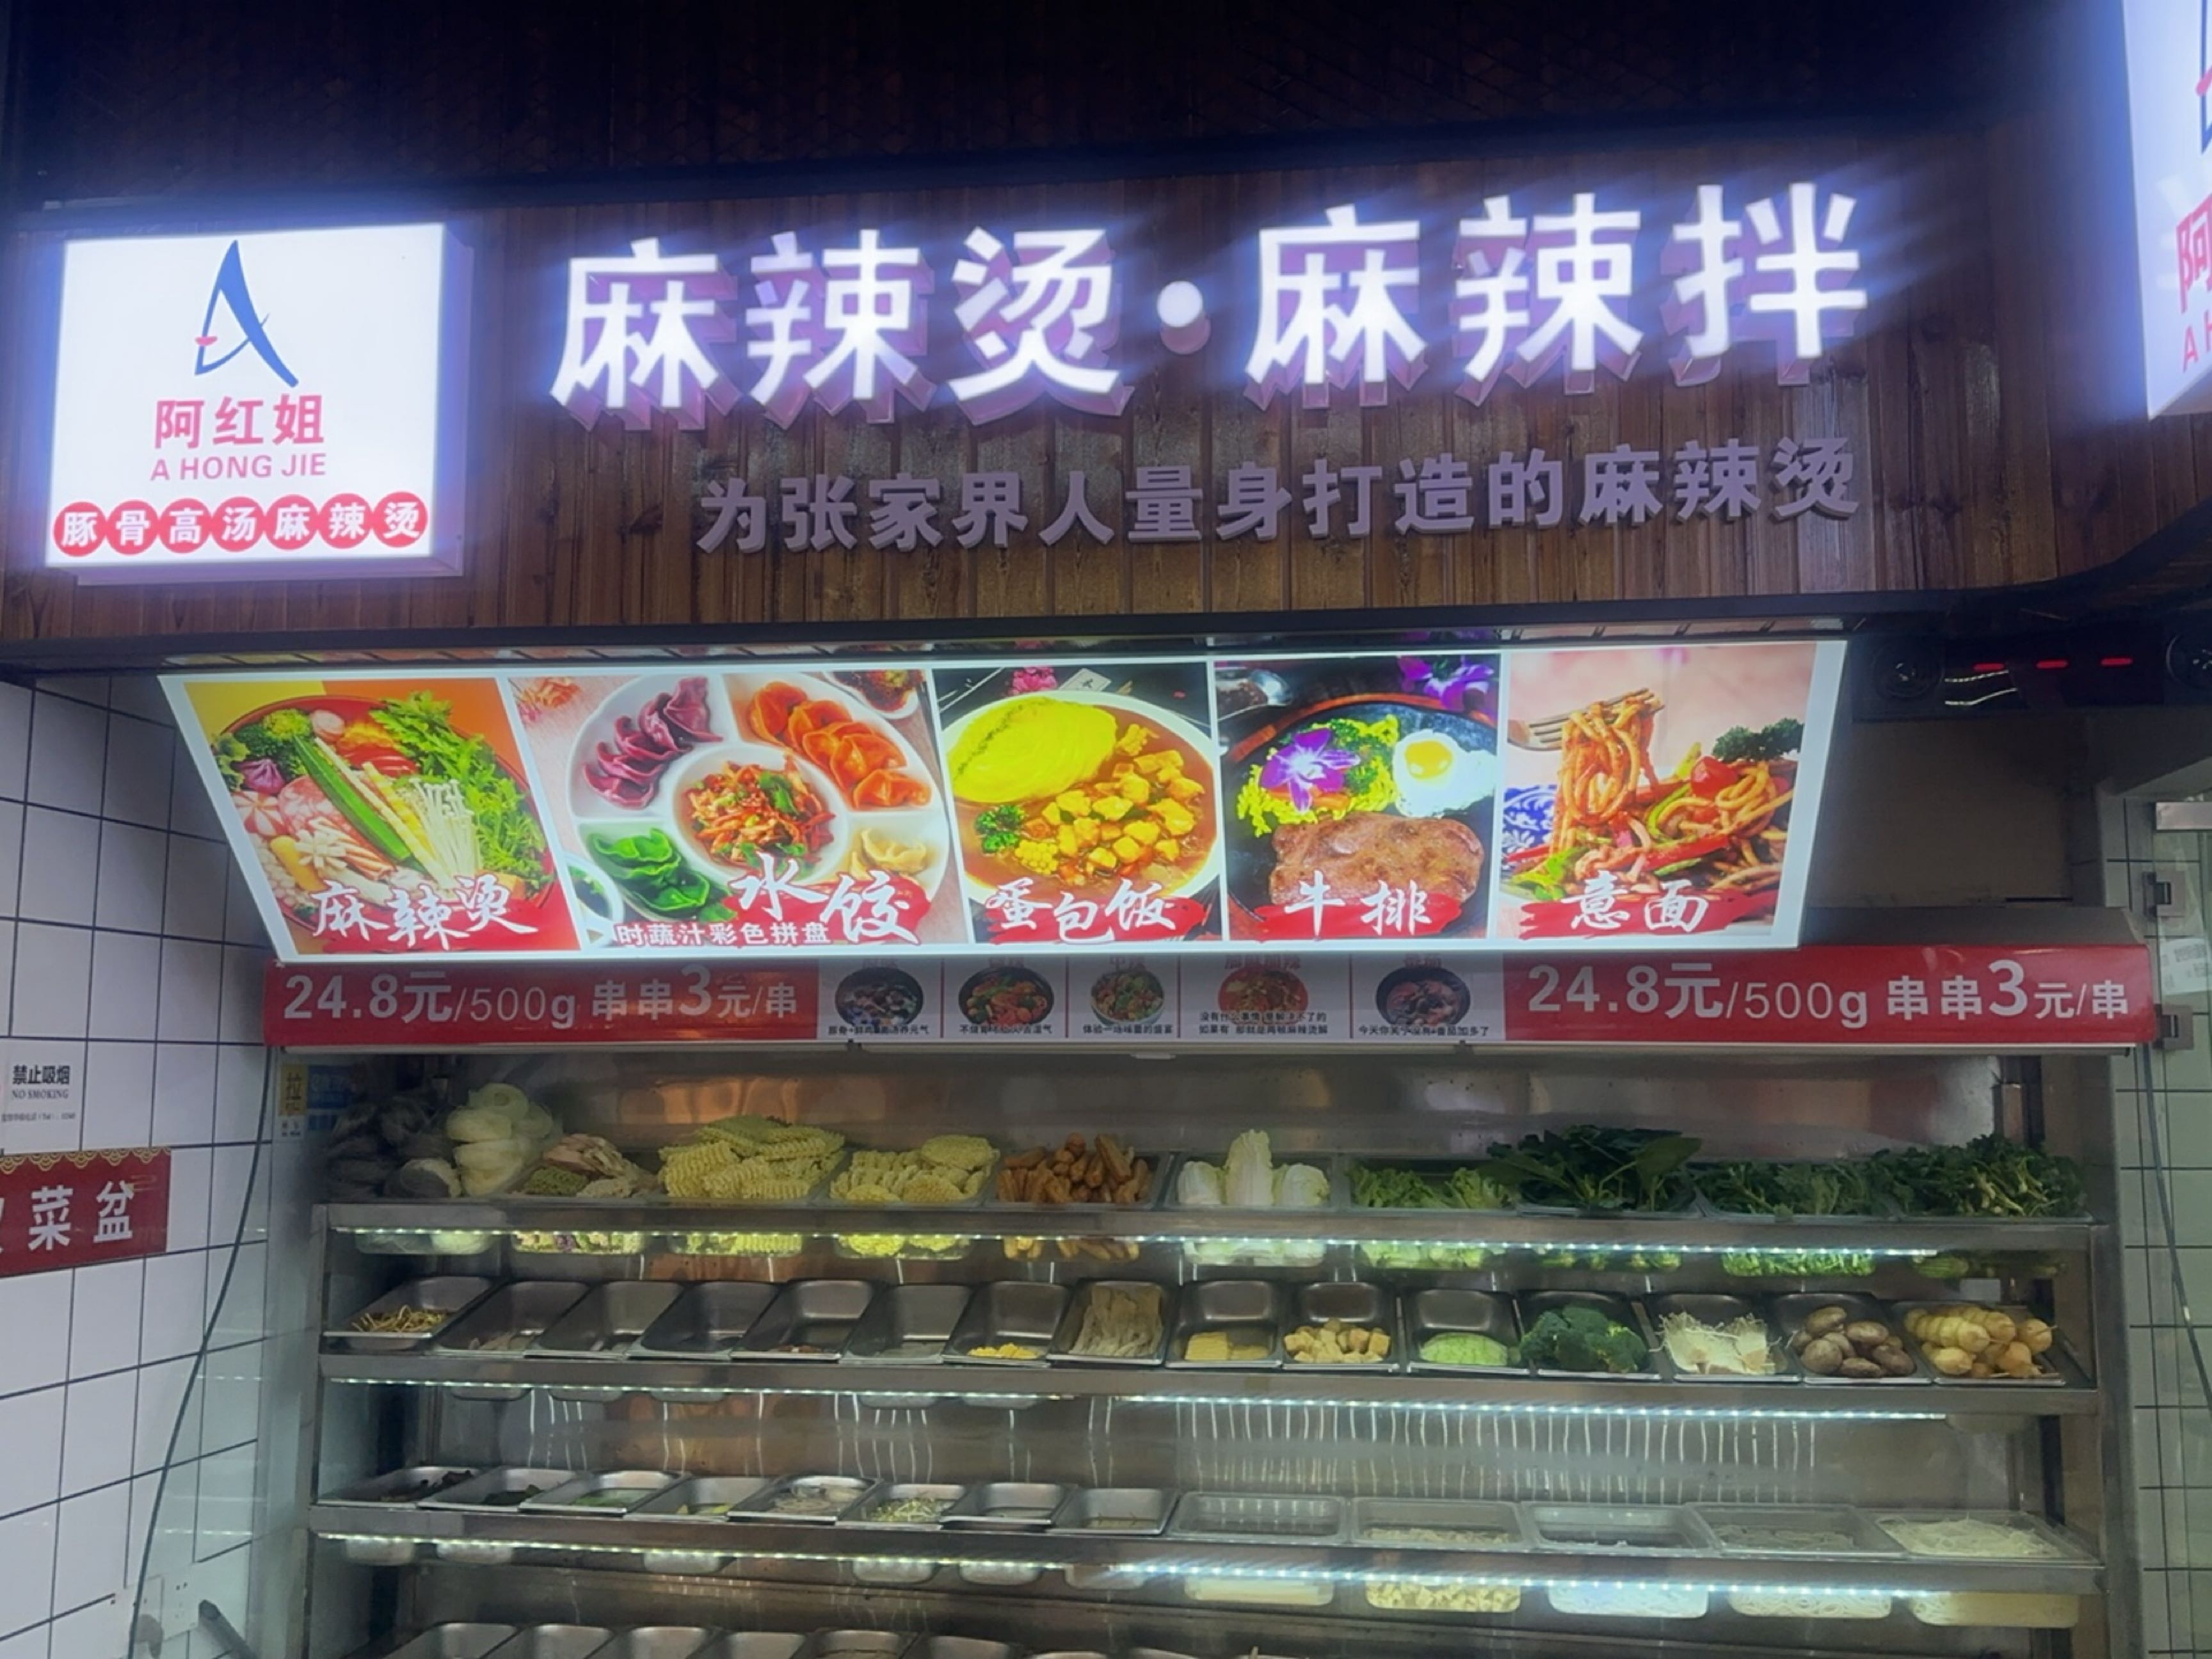 阿红姐
A HONG JIE
豚骨高汤麻辣烫
麻辣烫·麻辣拌
为张家界人量身打造的麻辣烫
麻辣烫
水饺
时蔬汁彩色拼盘
蛋包饭
牛排
意面
24.8元/500g 串串3元/串
24.8元/500g 串串3元/串
禁止吸烟
NO SMOKING
菜盆
阿
A H